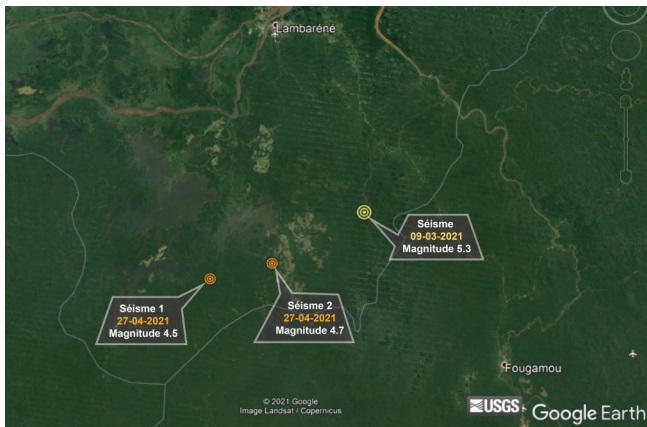 Lambaréné
Séisme
09-03-2021
Magnitude 5.3
Séisme 1
27-04-2021
Magnitude 4.5
Séisme 2
27-04-2021
Magnitude 4.7
Fougamou
© 2021 Google
Image Landsat / Copernicus
USGS
Google Earth